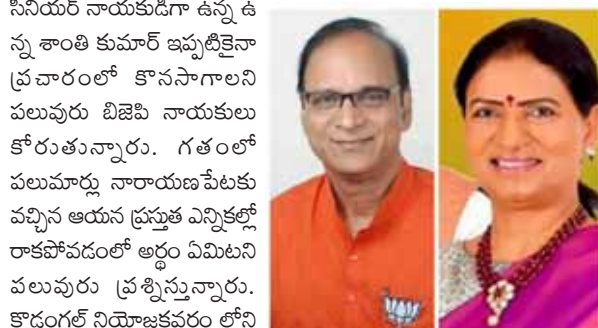 సీనియర్ నాయకుడిగా ఉన్న ఉ
న్న శాంతి కుమార్ ఇప్పటికైనా
ప్రచారంలో కొనసాగాలని
పలువురు బిజెపి నాయకులు
కోరుతున్నారు. గతంలో
పలుమార్లు నారాయణపేటకు
వచ్చిన ఆయన ప్రస్తుత ఎన్నికల్లో
రాకపోవడంలో అర్థం ఏమిటని
పలువురు ప్రశ్నిస్తున్నారు.
కొడంగల్ నియోజకవర్గం లోని